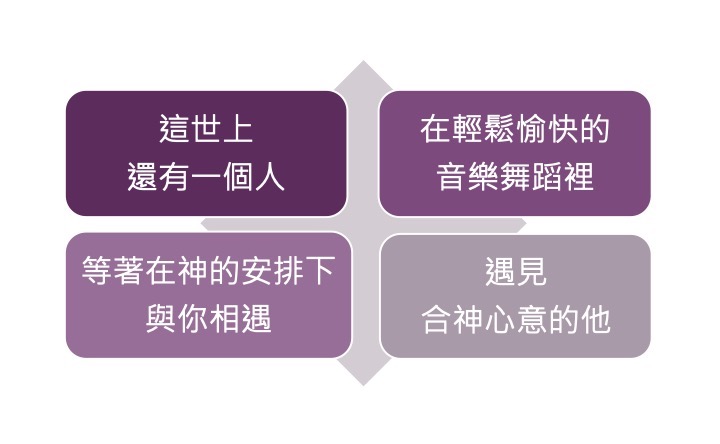 這世上
還有一個人
在輕鬆愉快的
音樂舞蹈裡
等著在神的安排下
與你相遇
遇見
合神心意的他